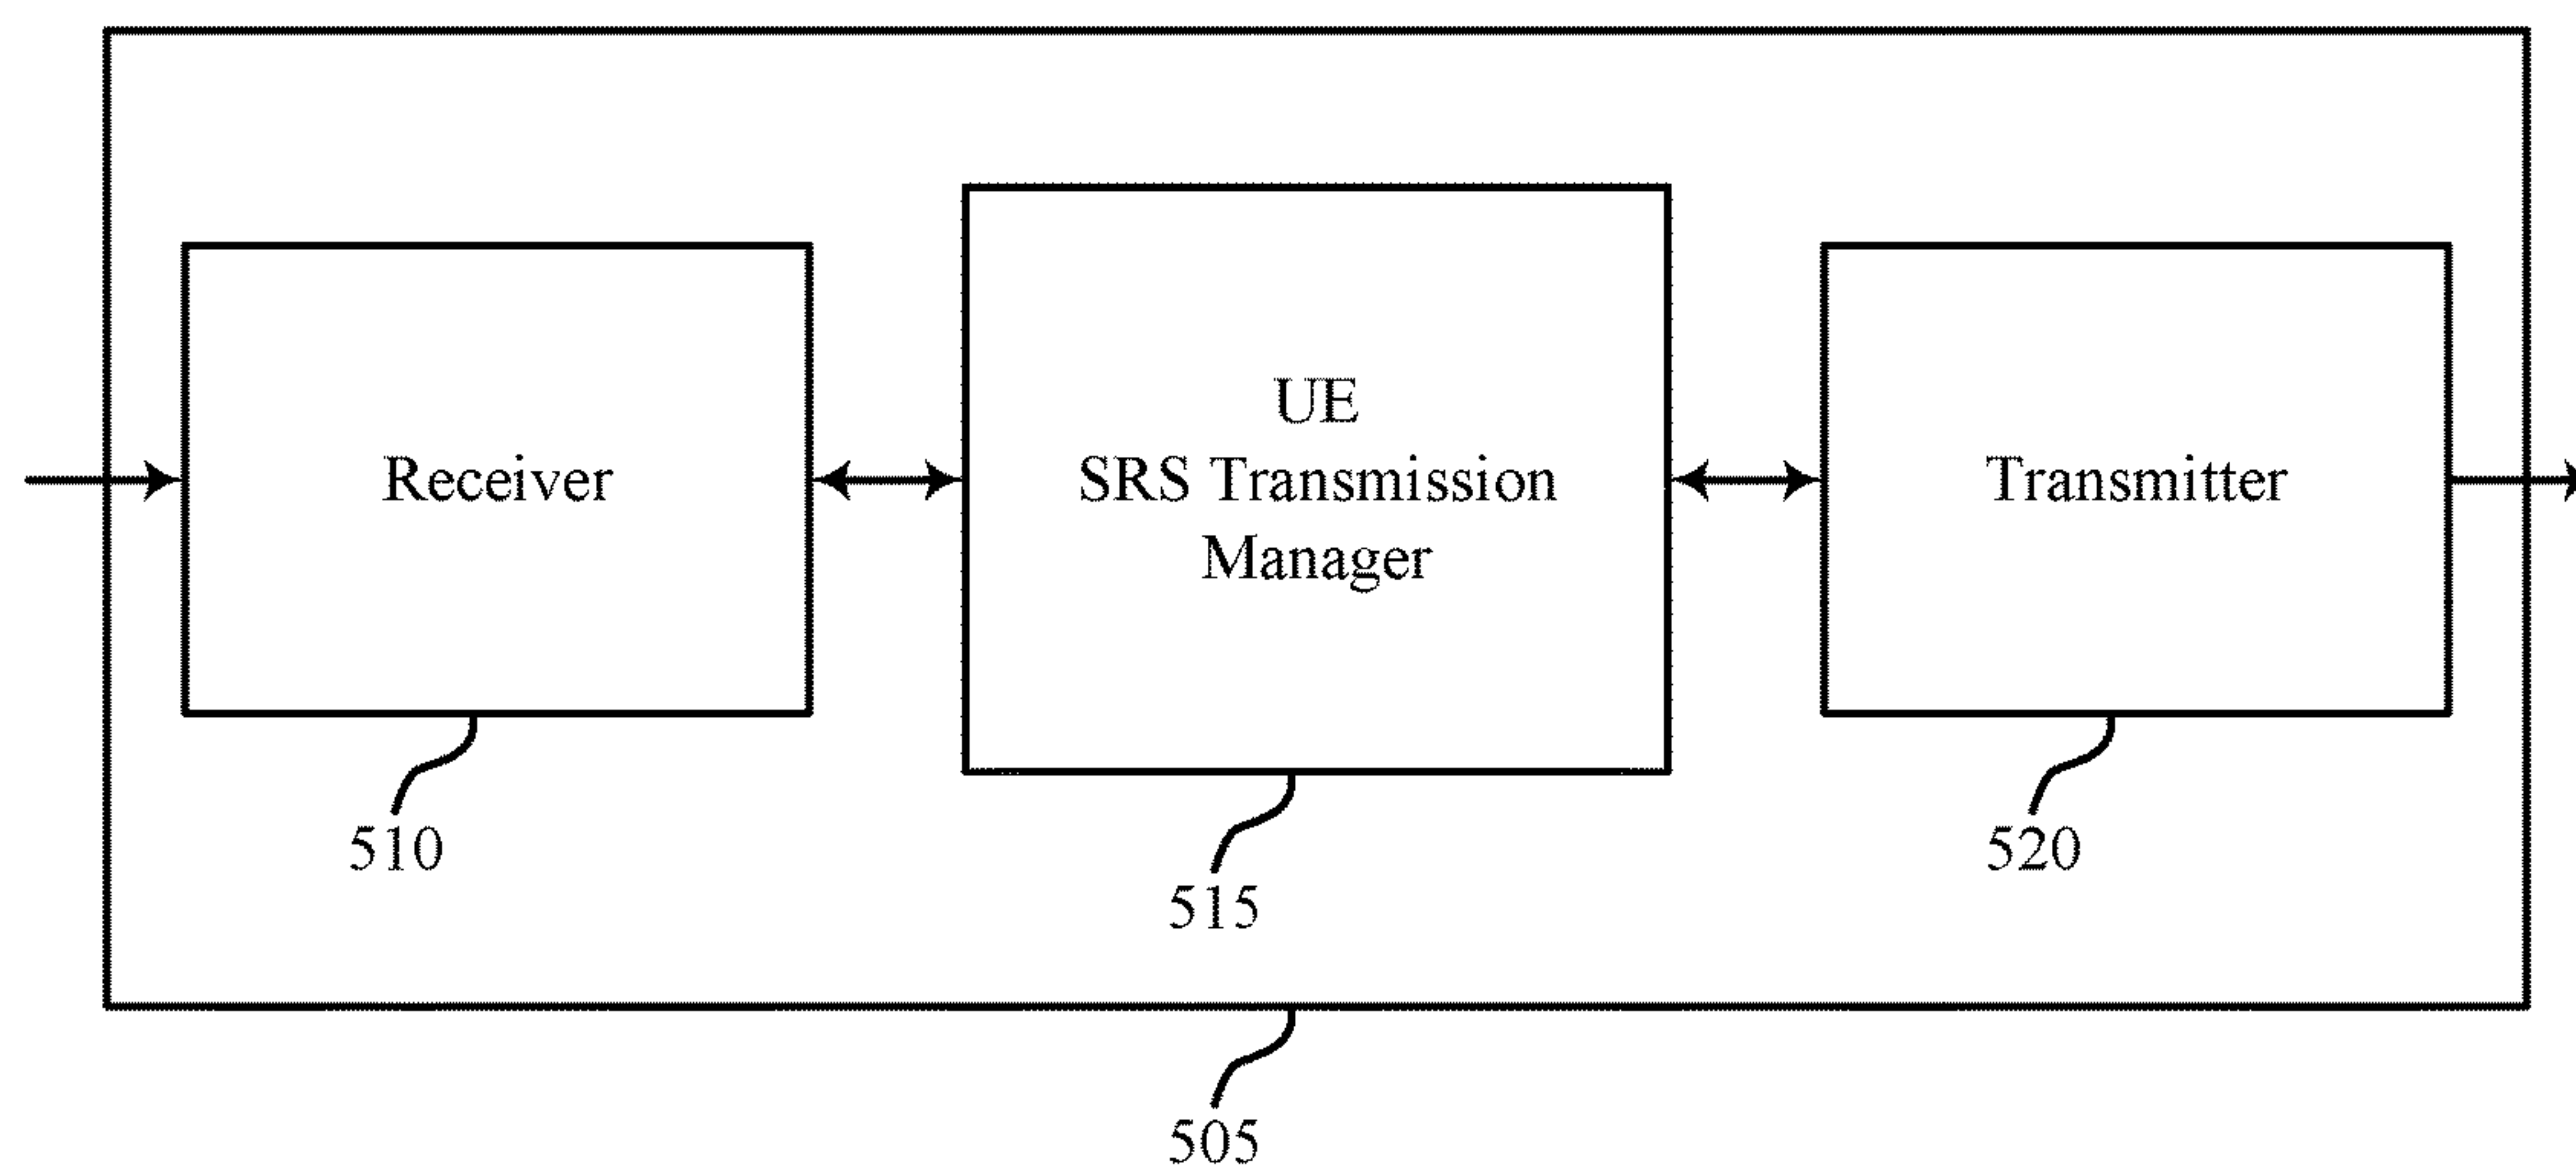 Receiver
UE
SRS Transmission
Manager
Transmitter
510
515
520
505